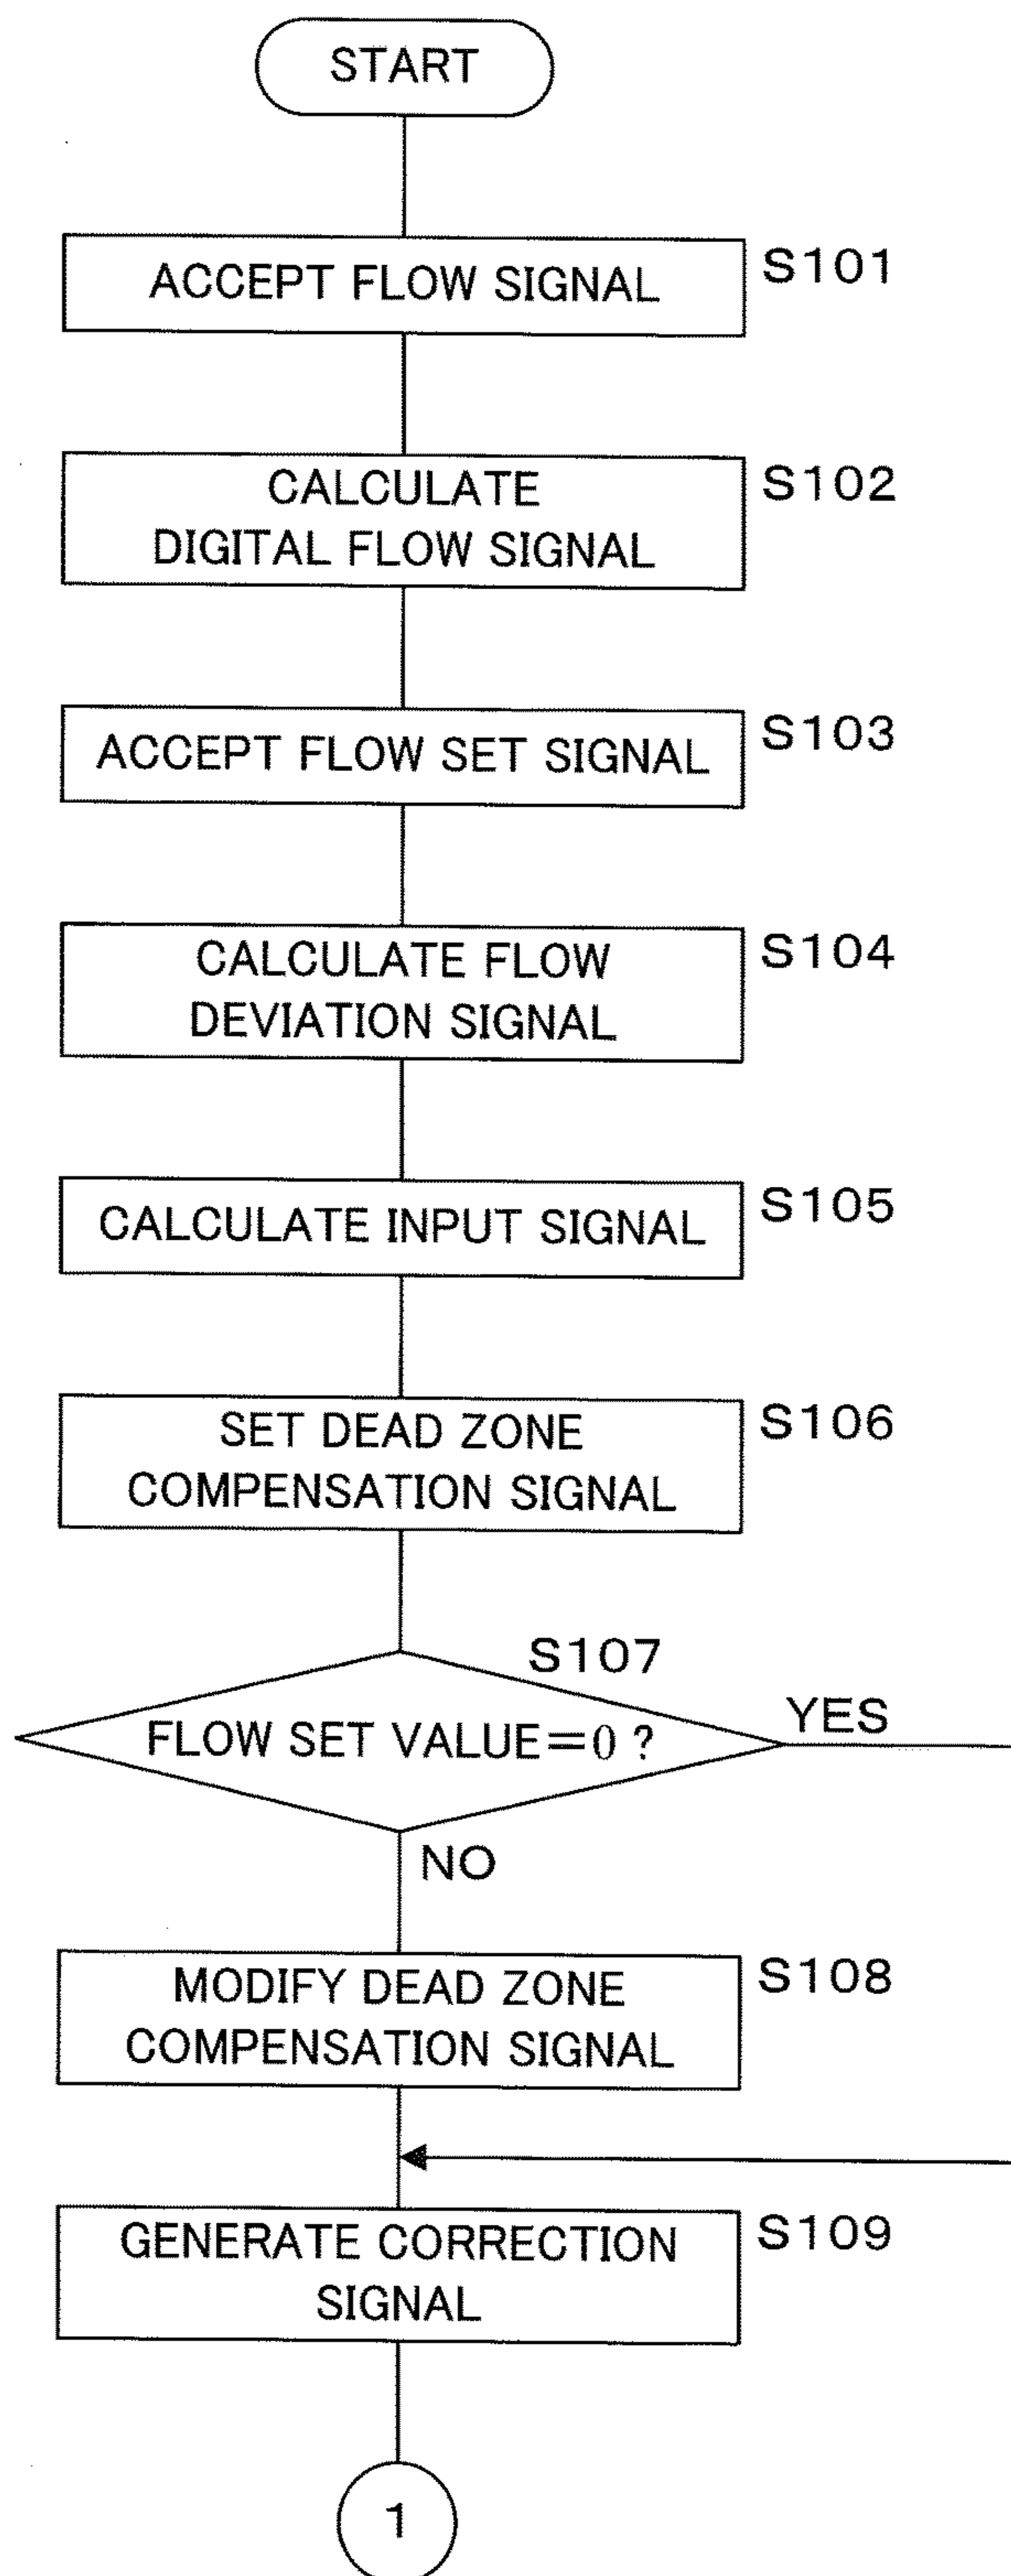 START
ACCEPT FLOW SIGNAL
S101
CALCULATE
DIGITAL FLOW SIGNAL
S102
ACCEPT FLOW SET SIGNAL
S103
CALCULATE FLOW
DEVIATION SIGNAL
S104
CALCULATE INPUT SIGNAL
S105
SET DEAD ZONE
COMPENSATION SIGNAL
S106
S107
FLOW SET VALUE=0 ?
YES
NO
MODIFY DEAD ZONE
COMPENSATION SIGNAL
S108
GENERATE CORRECTION
SIGNAL
S109
1